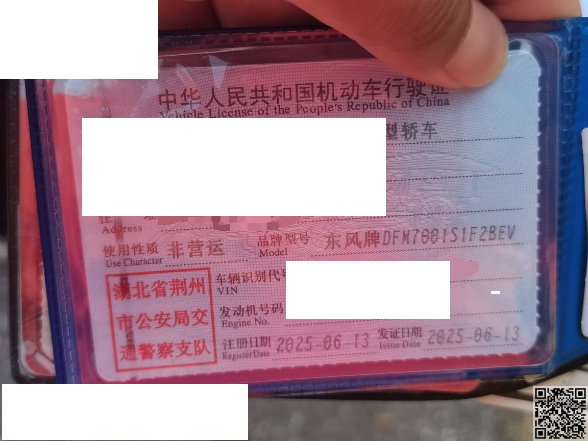 中华人民共和国机动车行驶证
Vehicle License of the People's Republic of China
型轿车
Address
使用性质 非营运 品牌型号 东风牌DFM7001S1F2BEV
Use Character Model
湖北省荆州 车辆识别代号
VIN
市公安局交 发动机号码
Engine No.
通警察支队 注册日期 2025-06-13 发证日期 2025-06-13
Register Date Issue Date